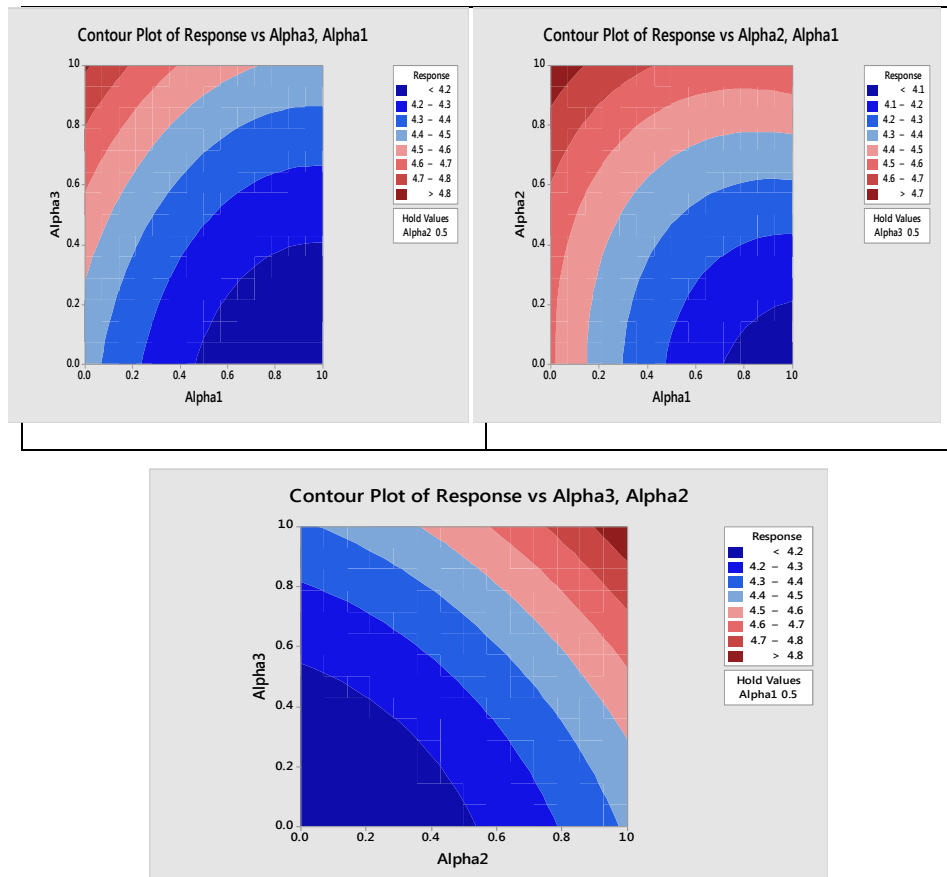 Contour Plot of Response vs Alpha3, Alpha1
1.0
0.8
0.6
0.4
0.2
0.0
Alpha3
0.0 0.2 0.4 0.6 0.8 1.0
Alpha1
Response
< 4.2
4.2 – 4.3
4.3 – 4.4
4.4 – 4.5
4.5 – 4.6
4.6 – 4.7
4.7 – 4.8
> 4.8
Hold Values
Alpha2 0.5
Contour Plot of Response vs Alpha2, Alpha1
1.0
0.8
0.6
0.4
0.2
0.0
Alpha2
0.0 0.2 0.4 0.6 0.8 1.0
Alpha1
Response
< 4.1
4.1 – 4.2
4.2 – 4.3
4.3 – 4.4
4.4 – 4.5
4.5 – 4.6
4.6 – 4.7
> 4.7
Hold Values
Alpha3 0.5
Contour Plot of Response vs Alpha3, Alpha2
1.0
0.8
0.6
0.4
0.2
0.0
Alpha3
0.0 0.2 0.4 0.6 0.8 1.0
Alpha2
Response
< 4.2
4.2 – 4.3
4.3 – 4.4
4.4 – 4.5
4.5 – 4.6
4.6 – 4.7
4.7 – 4.8
> 4.8
Hold Values
Alpha1 0.5